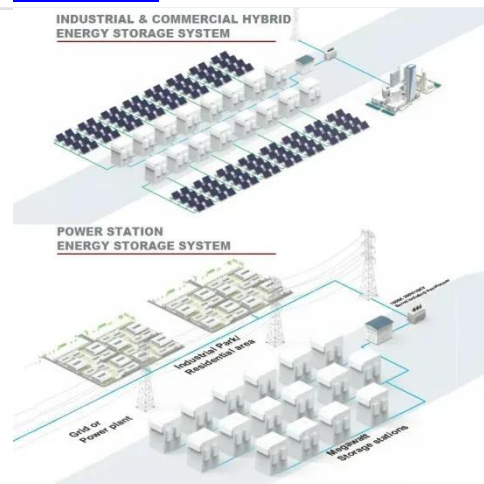 INDUSTRIAL & COMMERCIAL HYBRID
ENERGY STORAGE SYSTEM
POWER STATION
ENERGY STORAGE SYSTEM
Industrial Park/
Residential area
Grid or
Power plant
Megawatt
Storage stations